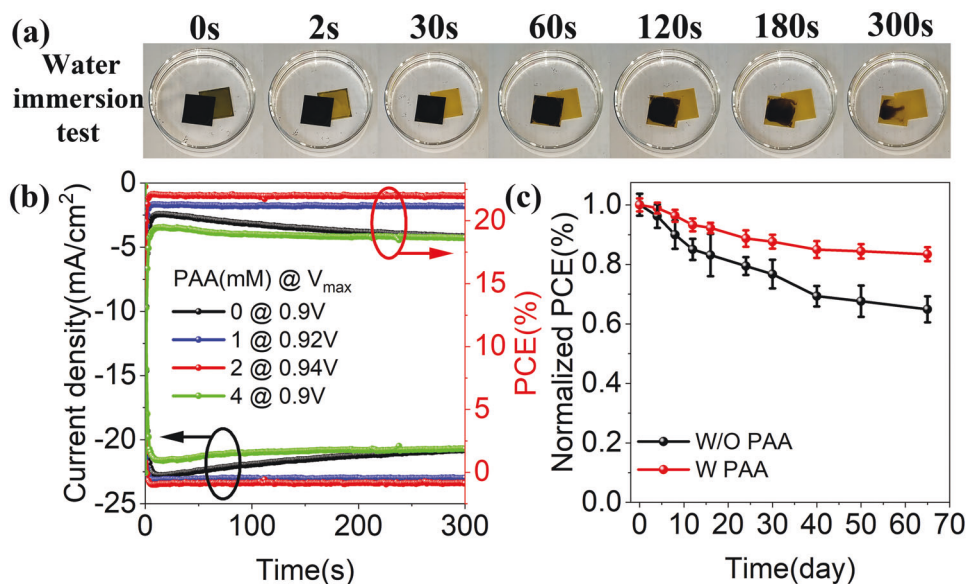 (a)
0s 2s 30s 60s 120s 180s 300s
Water
immersion
test
(b)
Current density(mA/cm²)
0
-5
-10
-15
-20
-25
PAA(mM) @ Vmax
0 @ 0.9V
1 @ 0.92V
2 @ 0.94V
4 @ 0.9V
20
15
10
5
0
PCE(%)
0 100 200 300
Time(s)
(c)
Normalized PCE(%)
1.0
0.8
0.6
0.4
0.2
0.0
W/O PAA
W PAA
0 10 20 30 40 50 60 70
Time(day)